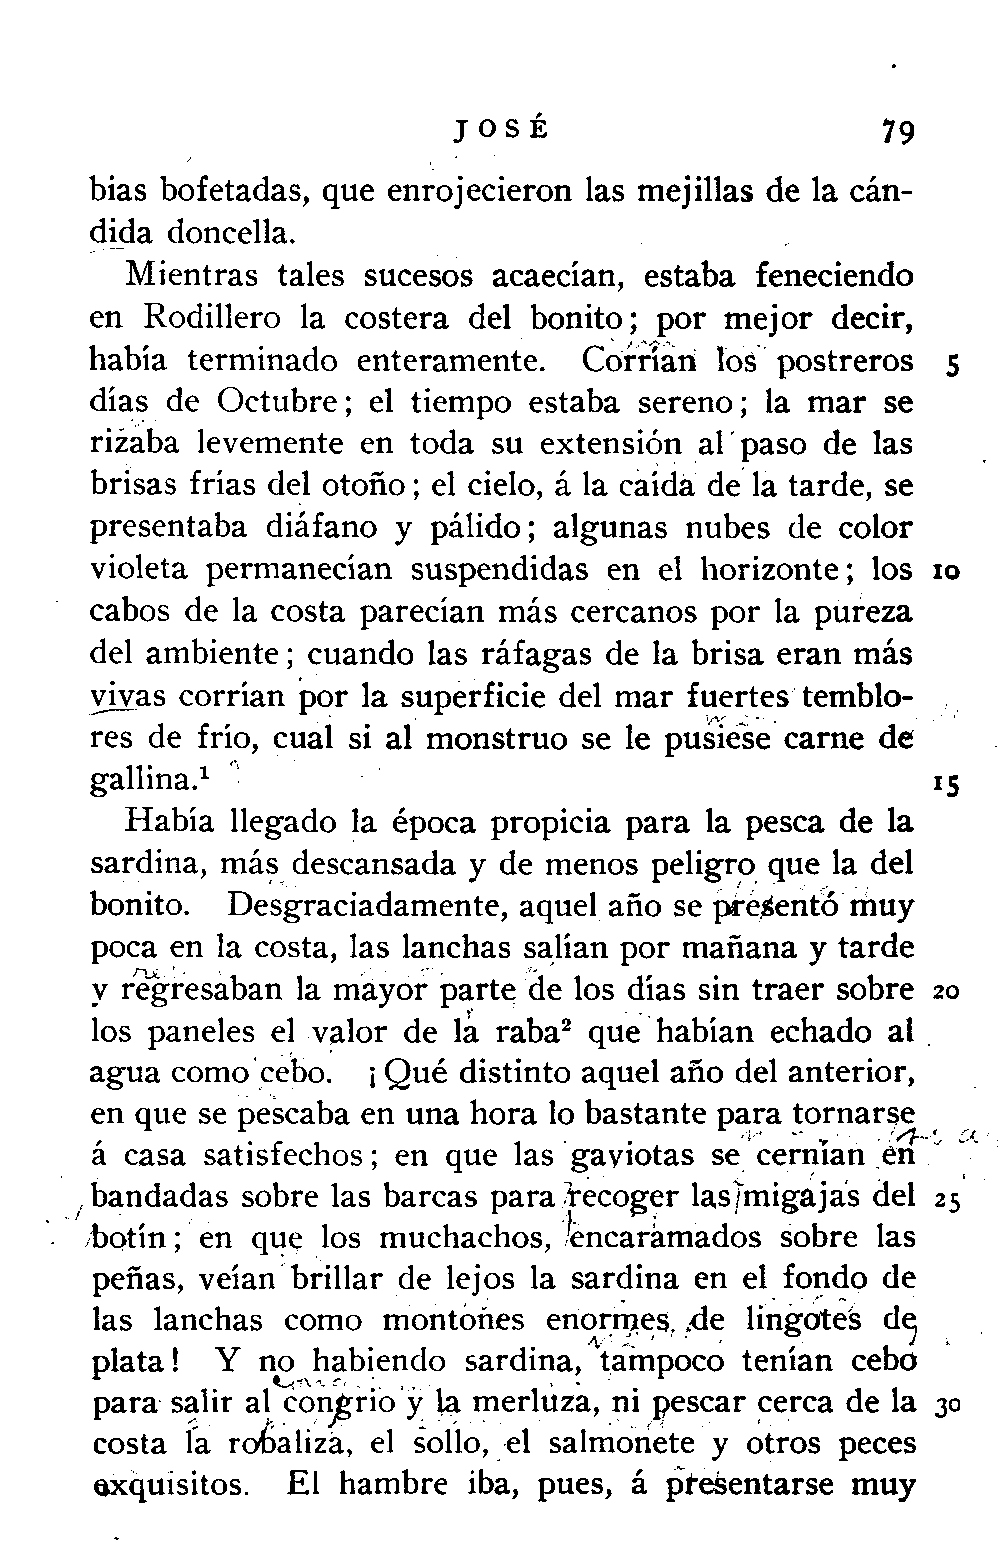 JOSÉ 79
bias bofetadas, que enrojecieron las mejillas de la cán-
dida doncella.
Mientras tales sucesos acaecían, estaba feneciendo
en Rodillero la costera del bonito; por mejor decir,
había terminado enteramente. Corrían los postreros 5
días de Octubre; el tiempo estaba sereno; la mar se
rizaba levemente en toda su extensión al paso de las
brisas frías del otoño; el cielo, á la caída de la tarde, se
presentaba diáfano y pálido; algunas nubes de color
violeta permanecían suspendidas en el horizonte; los 10
cabos de la costa parecían más cercanos por la pureza
del ambiente; cuando las ráfagas de la brisa eran más
vivas corrían por la superficie del mar fuertes temblo-
res de frío, cual si al monstruo se le pusiese carne de
gallina.¹ 15
Había llegado la época propicia para la pesca de la
sardina, más descansada y de menos peligro que la del
bonito. Desgraciadamente, aquel año se presentó muy
poca en la costa, las lanchas salían por mañana y tarde
y regresaban la mayor parte de los días sin traer sobre 20
los paneles el valor de la raba² que habían echado al
agua como cebo. ¡Qué distinto aquel año del anterior,
en que se pescaba en una hora lo bastante para tornarse
á casa satisfechos; en que las gaviotas se cernían en
bandadas sobre las barcas para recoger las migajas del 25
botín; en que los muchachos, encaramados sobre las
peñas, veían brillar de lejos la sardina en el fondo de
las lanchas como montones enormes de lingotes de
plata! Y no habiendo sardina, tampoco tenían cebo
para salir al congrio y la merluza, ni pescar cerca de la 30
costa la robaliza, el sollo, el salmonete y otros peces
exquisitos. El hambre iba, pues, á presentarse muy